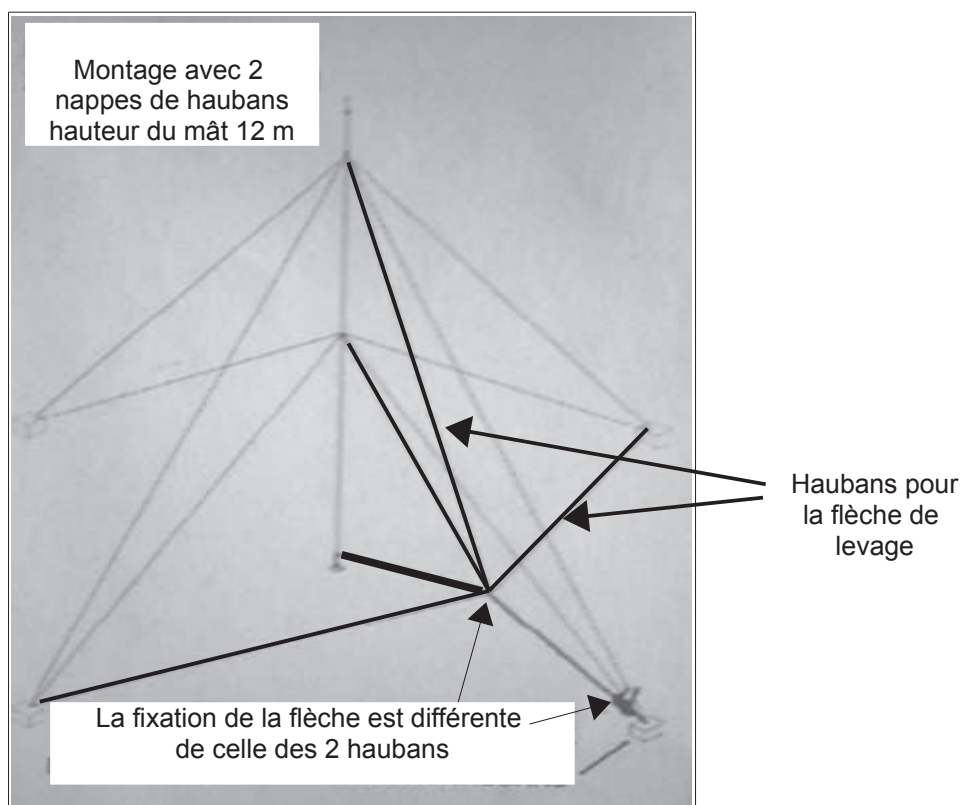 Montage avec 2
nappes de haubans
hauteur du mât 12 m
Haubans pour
la flèche de
levage
La fixation de la flèche est différente
de celle des 2 haubans